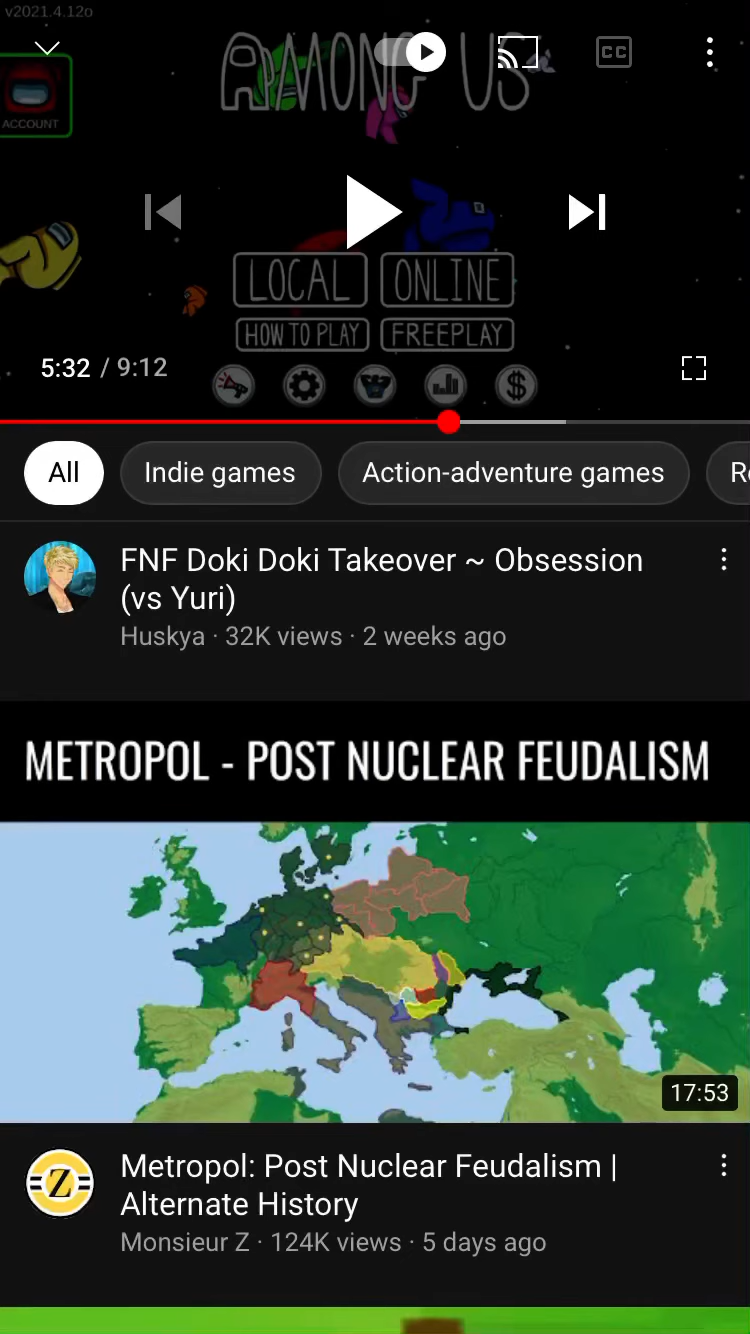 v2021.4.12o
AMONG US
CC
ACCOUNT
LOCAL
ONLINE
HOW TO PLAY
FREEPLAY
5:32 / 9:12
$
All
Indie games
Action-adventure games
FNF Doki Doki Takeover ~ Obsession
(vs Yuri)
Huskya · 32K views · 2 weeks ago
METROPOL - POST NUCLEAR FEUDALISM
17:53
Z
Metropol: Post Nuclear Feudalism |
Alternate History
Monsieur Z · 124K views · 5 days ago